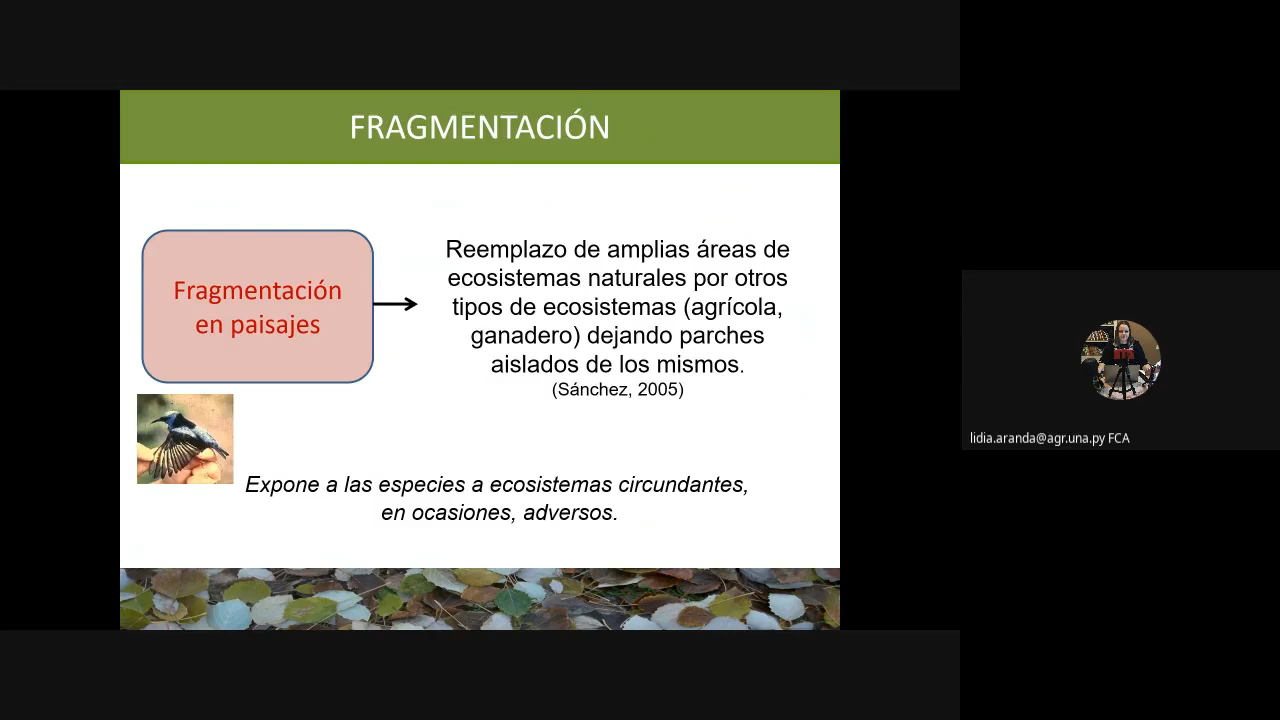 FRAGMENTACIÓN
Fragmentación
en paisajes
Reemplazo de amplias áreas de
ecosistemas naturales por otros
tipos de ecosistemas (agrícola,
ganadero) dejando parches
aislados de los mismos.
(Sánchez, 2005)
Expone a las especies a ecosistemas circundantes,
en ocasiones, adversos.
lidia.aranda@agr.una.py FCA